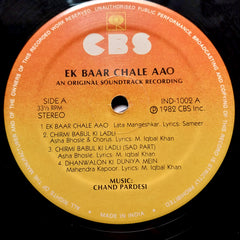 CBS
EK BAAR CHALE AAO
AN ORIGINAL SOUNDTRACK RECORDING
SIDE A
33⅓ RPM
STEREO
IND-1002 A
℗ 1982 CBS Inc.
1 EK BAAR CHALE AAO Lata Mangeshkar Lyrics: Sameer
2 CHIRMI BABUL KI LADLI
Asha Bhosle & Chorus. Lyrics: M. Iqbal Khan
3 CHIRMI BABUL KI LADLI (SAD PART)
Asha Bhosle Lyrics: M. Iqbal Khan
4 DHANWALON KI DUNIYA MEIN
Mahendra Kapoor. Lyrics: M. Iqbal Khan
MUSIC:
CHAND PARDESI
MADE IN INDIA